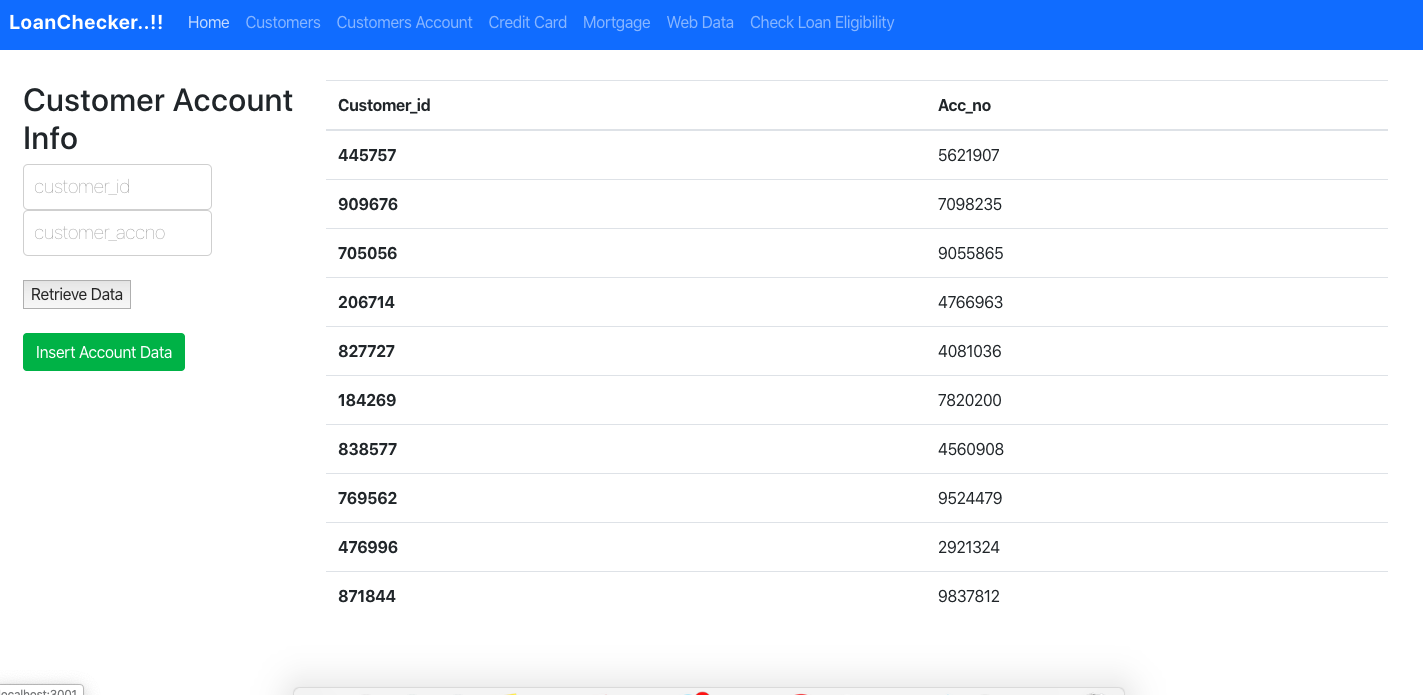 LoanChecker..!! Home Customers Customers Account Credit Card Mortgage Web Data Check Loan Eligibility
Customer Account
Info
customer_id
customer_accno
Retrieve Data
Insert Account Data
Customer_id Acc_no
445757 5621907
909676 7098235
705056 9055865
206714 4766963
827727 4081036
184269 7820200
838577 4560908
769562 9524479
476996 2921324
871844 9837812
ocalhost:3001